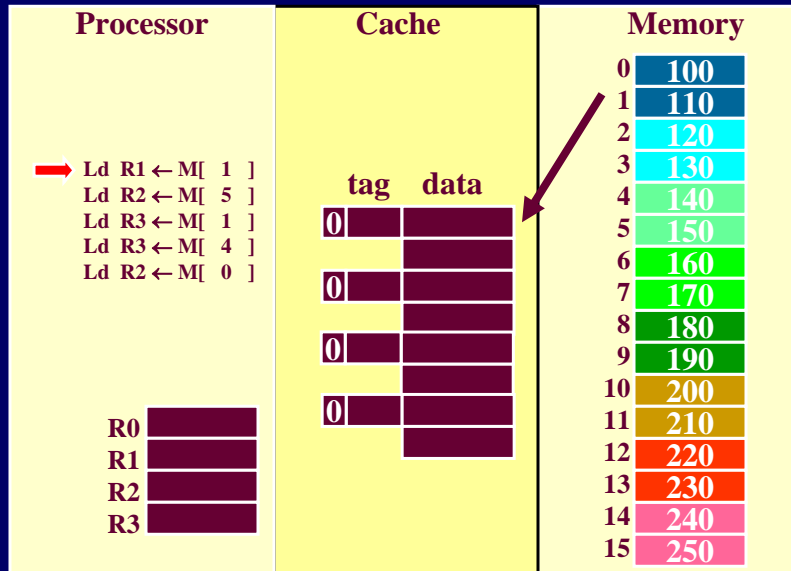 Processor
Ld R1 ← M[ 1 ]
Ld R2 ← M[ 5 ]
Ld R3 ← M[ 1 ]
Ld R3 ← M[ 4 ]
Ld R2 ← M[ 0 ]
R0
R1
R2
R3
Cache
tag data
0
0
0
0
Memory
0 100
1 110
2 120
3 130
4 140
5 150
6 160
7 170
8 180
9 190
10 200
11 210
12 220
13 230
14 240
15 250